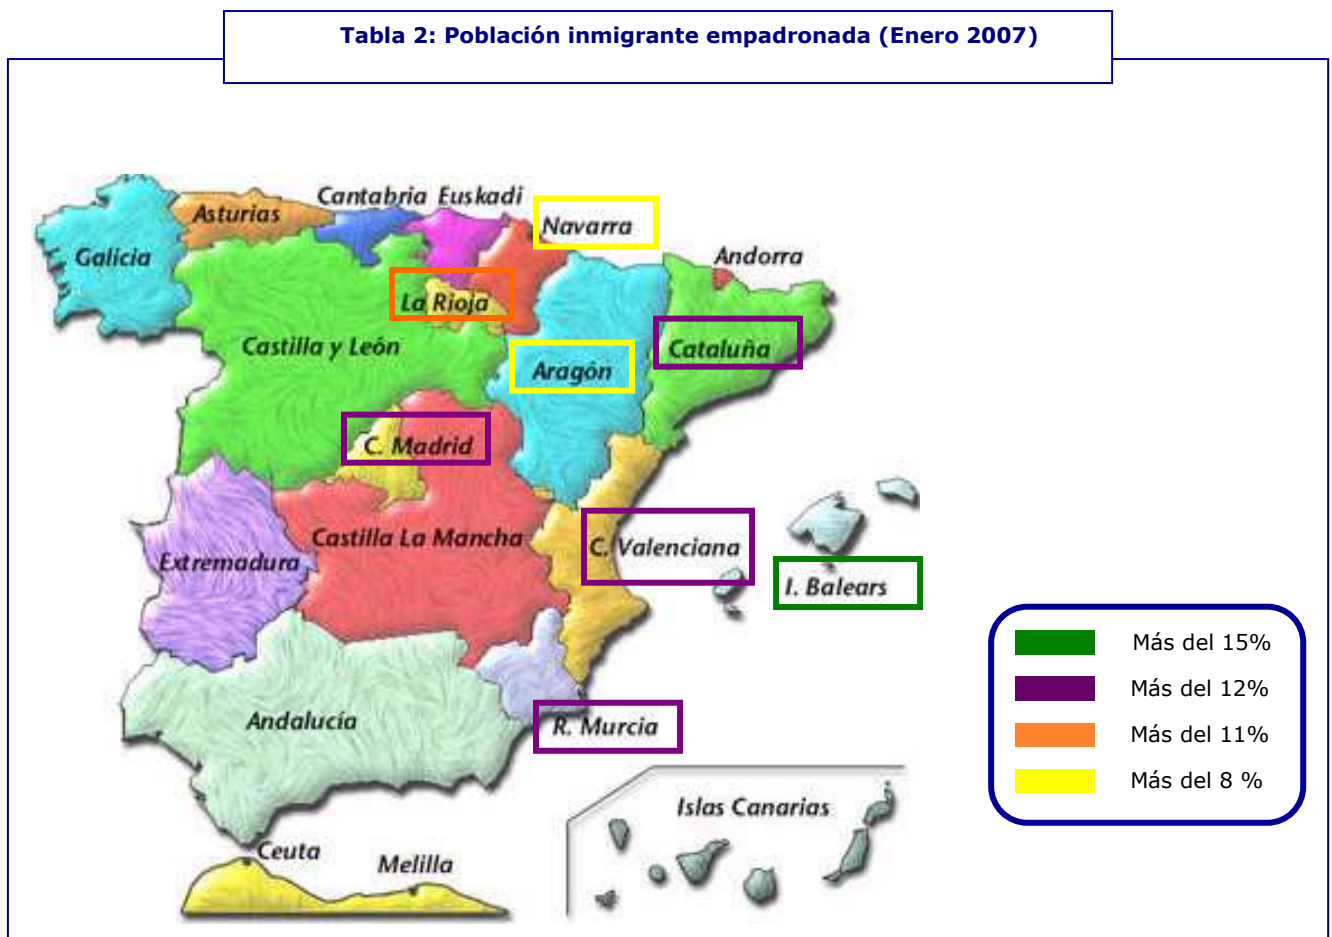 Tabla 2: Población inmigrante empadronada (Enero 2007)
Cantabria Euskadi
Asturias
Navarra
Galicia
Andorra
La Rioja
Castilla y León
Cataluña
Aragón
C. Madrid
Castilla La Mancha
C. Valenciana
Extremadura
I. Balears
Más del 15%
Más del 12%
Andalucía
R. Murcia
Más del 11%
Más del 8 %
Islas Canarias
Ceuta
Melilla